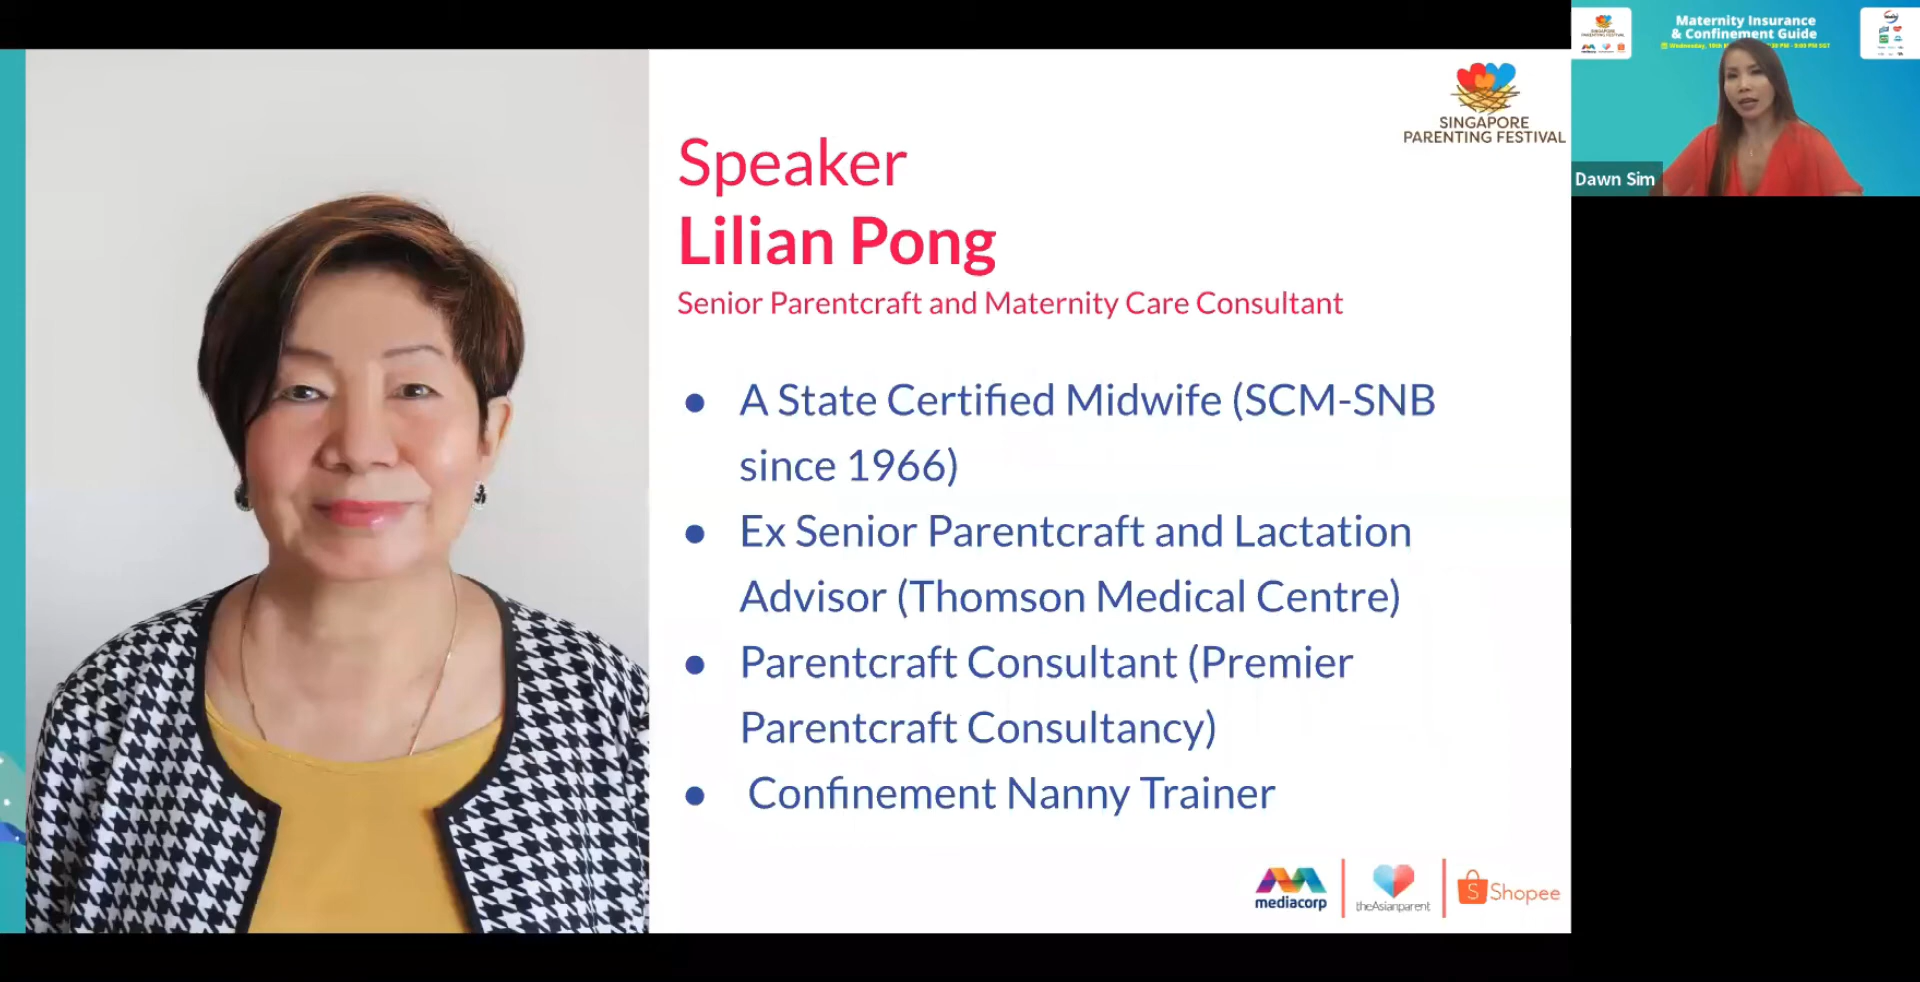 SINGAPORE
PARENTING FESTIVAL
Speaker
Lilian Pong
Senior Parentcraft and Maternity Care Consultant
● A State Certified Midwife (SCM-SNB
since 1966)
● Ex Senior Parentcraft and Lactation
Advisor (Thomson Medical Centre)
● Parentcraft Consultant (Premier
Parentcraft Consultancy)
● Confinement Nanny Trainer
mediacorp
theAsianparent
Shopee
Maternity Insurance
& Confinement Guide
Dawn Sim